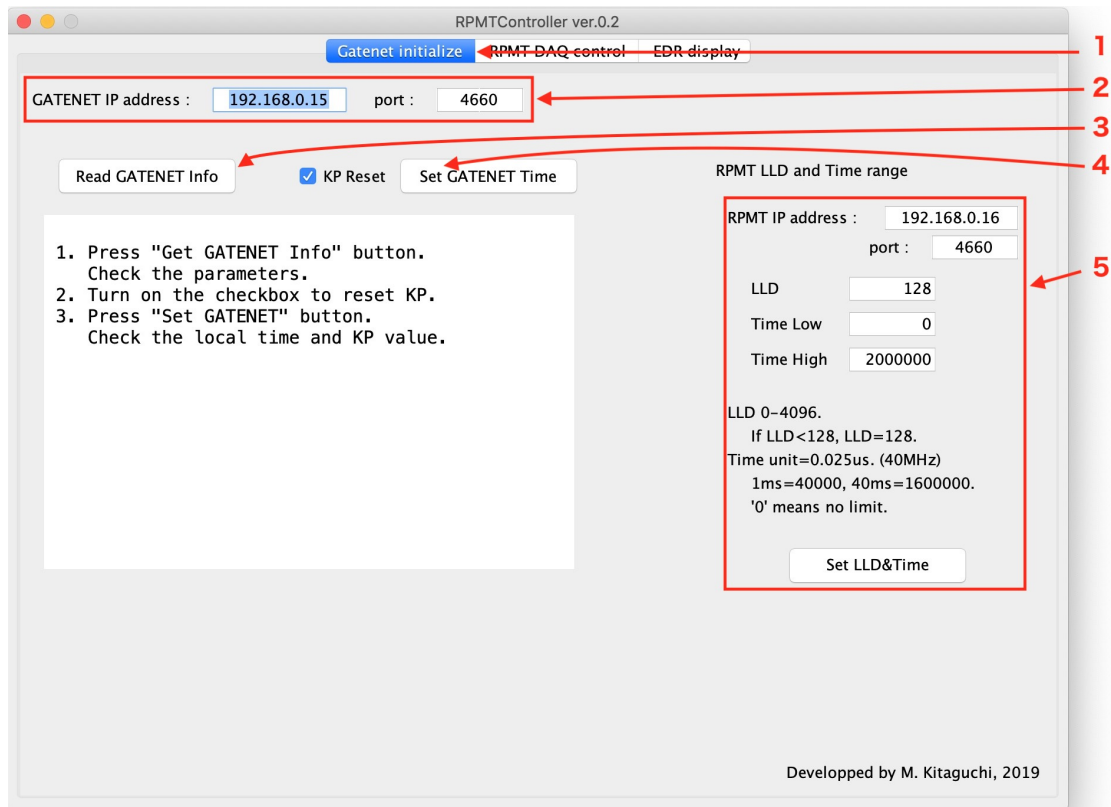 RPMTController ver.0.2
Gatenet initialize RPMT DAQ control EDR display
1
GATENET IP address : 192.168.0.15 port : 4660
2
3
Read GATENET Info KP Reset Set GATENET Time
4
1. Press "Get GATENET Info" button.
Check the parameters.
2. Turn on the checkbox to reset KP.
3. Press "Set GATENET" button.
Check the local time and KP value.
RPMT LLD and Time range
RPMT IP address : 192.168.0.16
port : 4660
5
LLD 128
Time Low 0
Time High 2000000
LLD 0-4096.
If LLD<128, LLD=128.
Time unit=0.025us. (40MHz)
1ms=40000, 40ms=1600000.
'0' means no limit.
Set LLD&Time
Developped by M. Kitaguchi, 2019